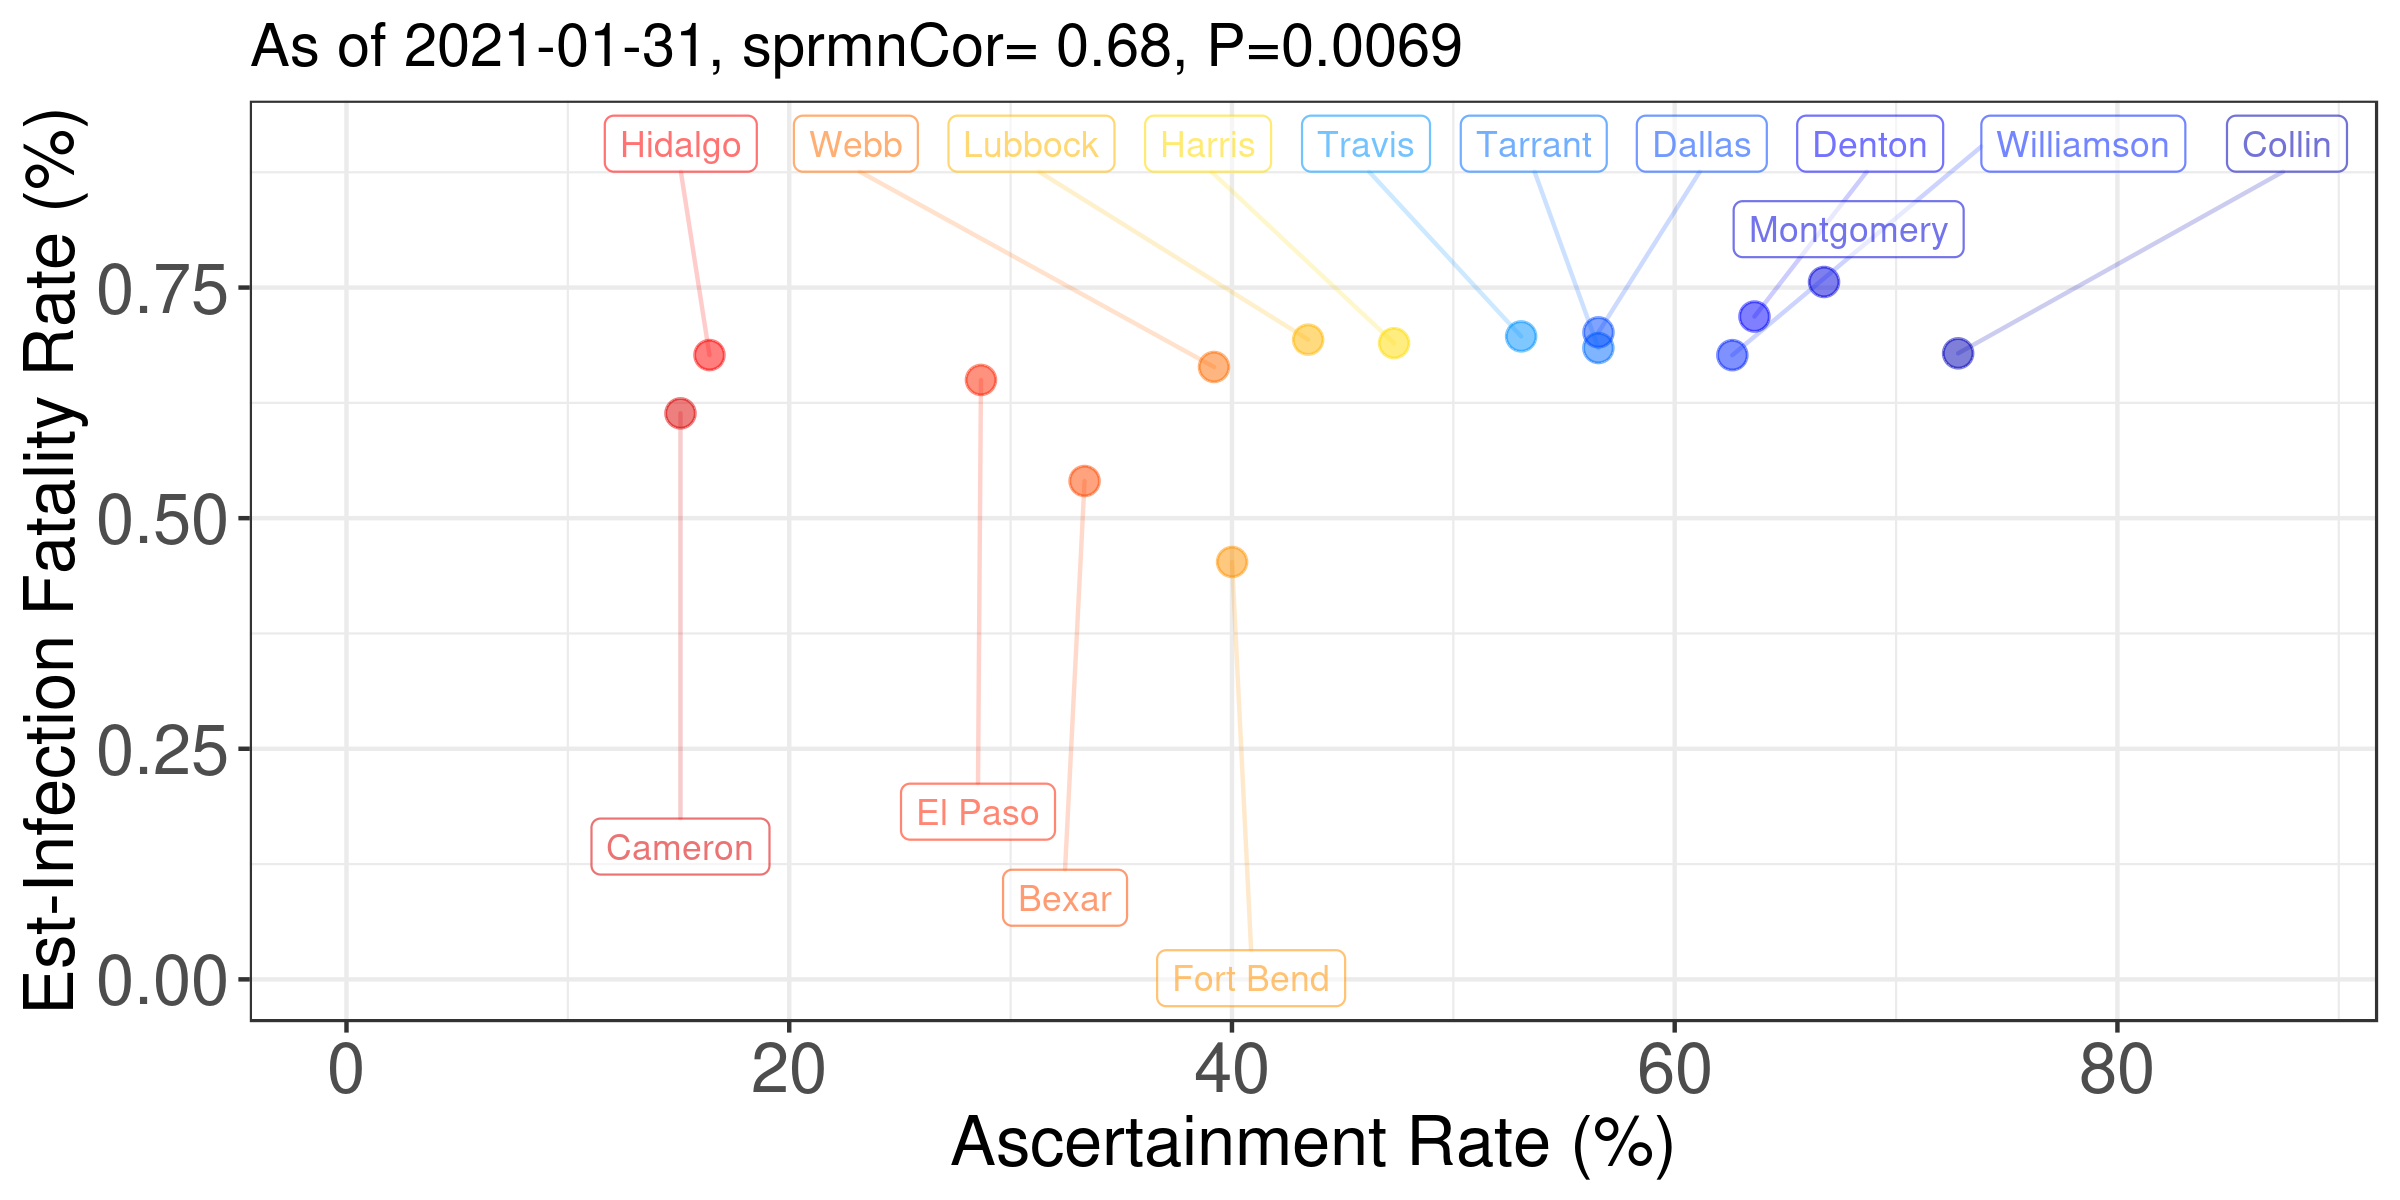 As of 2021-01-31, sprmnCor= 0.68, P=0.0069
Est-Infection Fatality Rate (%)
0.75
0.50
0.25
0.00
Hidalgo
Webb
Lubbock
Harris
Travis
Tarrant
Dallas
Denton
Williamson
Collin
Montgomery
El Paso
Cameron
Bexar
Fort Bend
0
20
40
60
80
Ascertainment Rate (%)